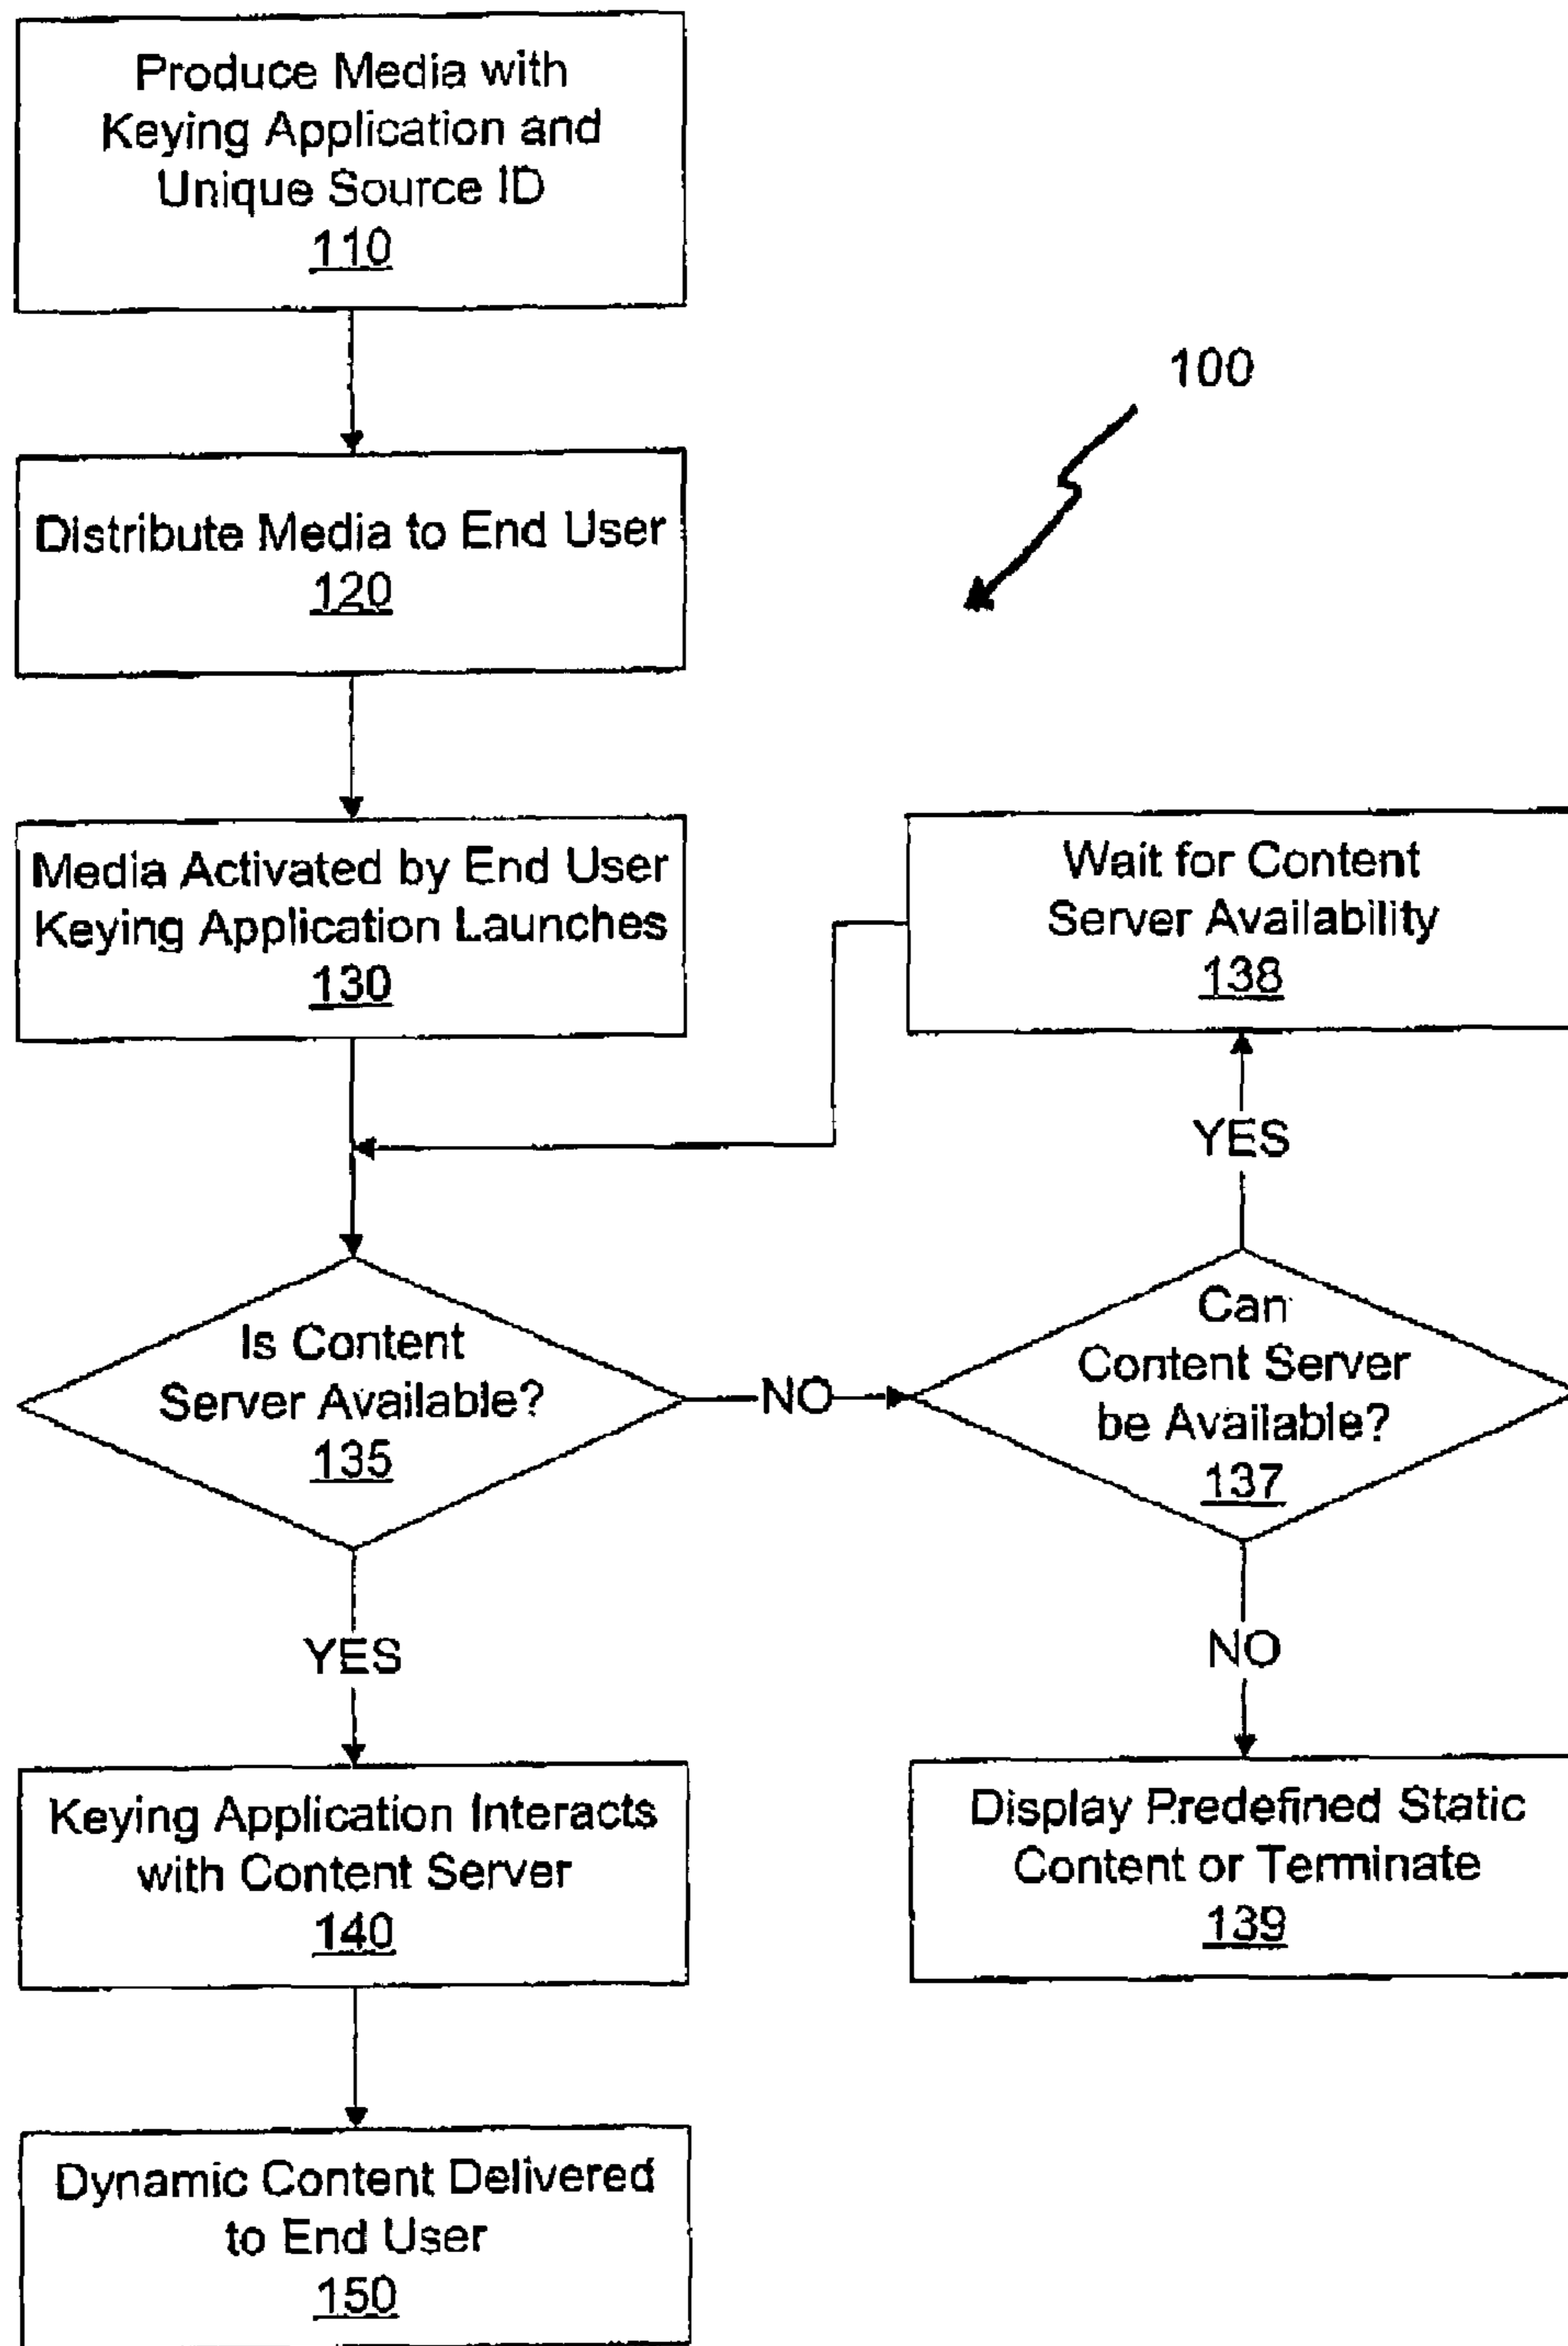 Produce Media with
Keying Application and
Unique Source ID
110
100
Distribute Media to End User
120
Media Activated by End User
Keying Application Launches
130
Wait for Content
Server Availability
138
YES
Is Content
Server Available?
135
NO
Can
Content Server
be Available?
137
YES
NO
Keying Application Interacts
with Content Server
140
Display Predefined Static
Content or Terminate
139
Dynamic Content Delivered
to End User
150